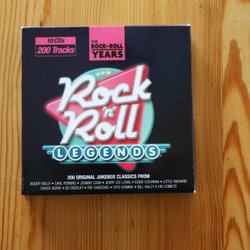 10 CDs
200 Tracks
THE
ROCK-N-ROLL
YEARS
Rock
'n'
Roll
LEGENDS
200 ORIGINAL JUKEBOX CLASSICS FROM
BUDDY HOLLY • CARL PERKINS • JOHNNY CASH • JERRY LEE LEWIS • EDDIE COCHRAN • LITTLE RICHARD
CHUCK BERRY • BO DIDDLEY • THE SHADOWS • FATS DOMINO • BILL HALEY & HIS COMETS